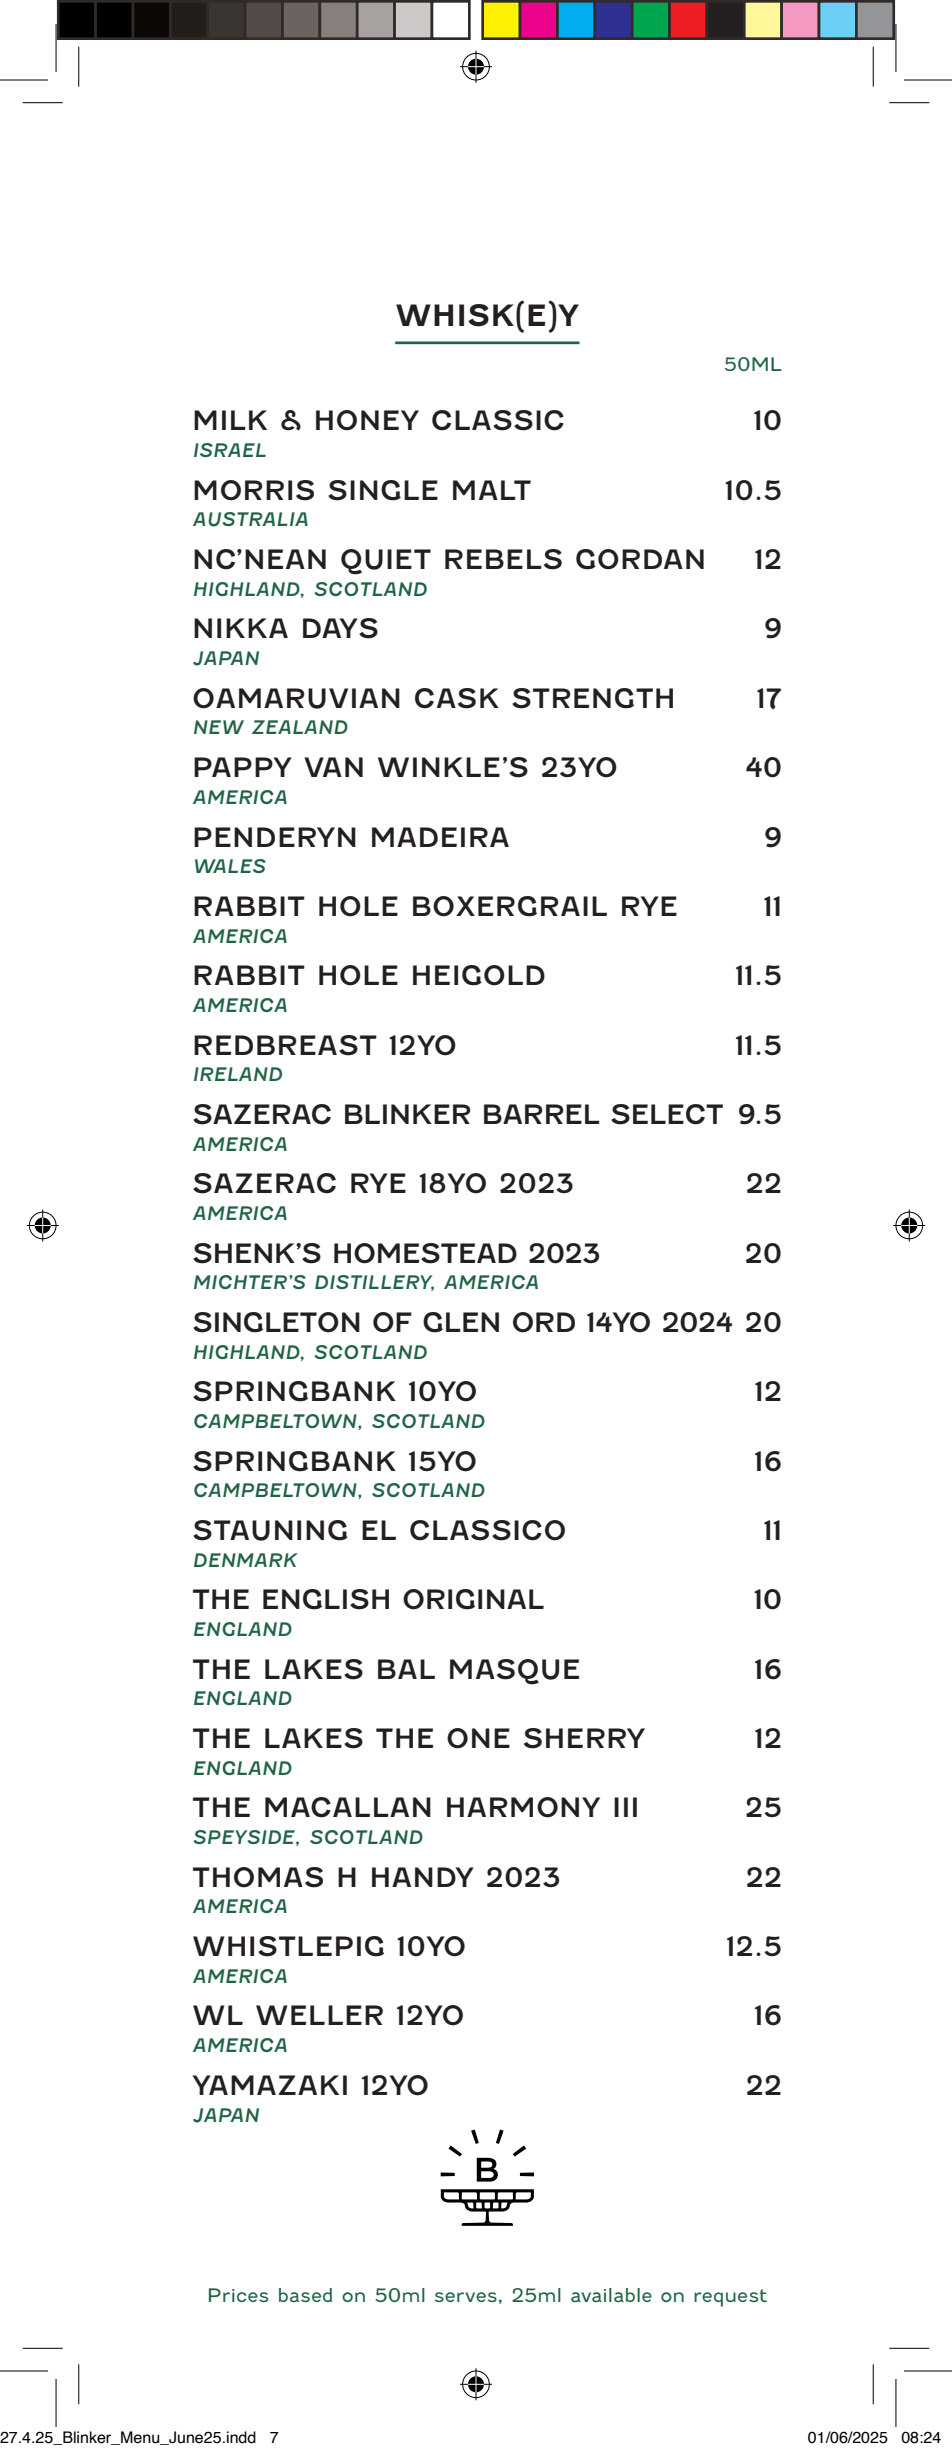 WHISK(E)Y
50ML
MILK & HONEY CLASSIC 10
ISRAEL
MORRIS SINGLE MALT 10.5
AUSTRALIA
NC'NEAN QUIET REBELS GORDAN 12
HIGHLAND, SCOTLAND
NIKKA DAYS 9
JAPAN
OAMARUVIAN CASK STRENGTH 17
NEW ZEALAND
PAPPY VAN WINKLE'S 23YO 40
AMERICA
PENDERYN MADEIRA 9
WALES
RABBIT HOLE BOXERGRAIL RYE 11
AMERICA
RABBIT HOLE HEIGOLD 11.5
AMERICA
REDBREAST 12YO 11.5
IRELAND
SAZERAC BLINKER BARREL SELECT 9.5
AMERICA
SAZERAC RYE 18YO 2023 22
AMERICA
SHENK'S HOMESTEAD 2023 20
MICHTER'S DISTILLERY, AMERICA
SINGLETON OF GLEN ORD 14YO 2024 20
HIGHLAND, SCOTLAND
SPRINGBANK 10YO 12
CAMPBELTOWN, SCOTLAND
SPRINGBANK 15YO 16
CAMPBELTOWN, SCOTLAND
STAUNING EL CLASSICO 11
DENMARK
THE ENGLISH ORIGINAL 10
ENGLAND
THE LAKES BAL MASQUE 16
ENGLAND
THE LAKES THE ONE SHERRY 12
ENGLAND
THE MACALLAN HARMONY III 25
SPEYSIDE, SCOTLAND
THOMAS H HANDY 2023 22
AMERICA
WHISTLEPIG 10YO 12.5
AMERICA
WL WELLER 12YO 16
AMERICA
YAMAZAKI 12YO 22
JAPAN
B
Prices based on 50ml serves, 25ml available on request
27.4.25_Blinker_Menu_June25.indd 7 01/06/2025 08:24